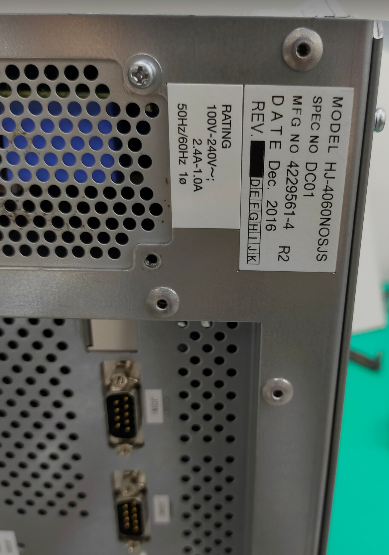 MODEL HJ-4060NOSJS
SPEC NO DC01
MFG NO 4229561-4 R2
DATE Dec. 2016
REV. DEFGHIJK
RATING
100V-240V~;
2.4A-1.0A
50Hz/60Hz 1ø